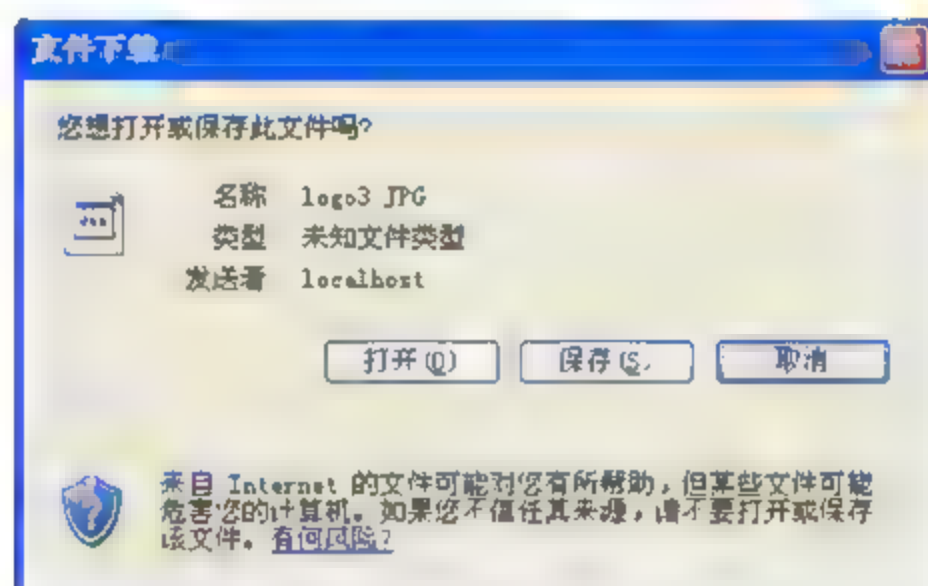 文件下载
您想打开或保存此文件吗?
名称 logo3 JPG
类型 未知文件类型
发送者 localhost
打开(O) 保存(S) 取消
来自 Internet 的文件可能对您有所帮助，但某些文件可能
危害您的计算机。如果您不信任其来源，请不要打开或保存
该文件。有何风险?